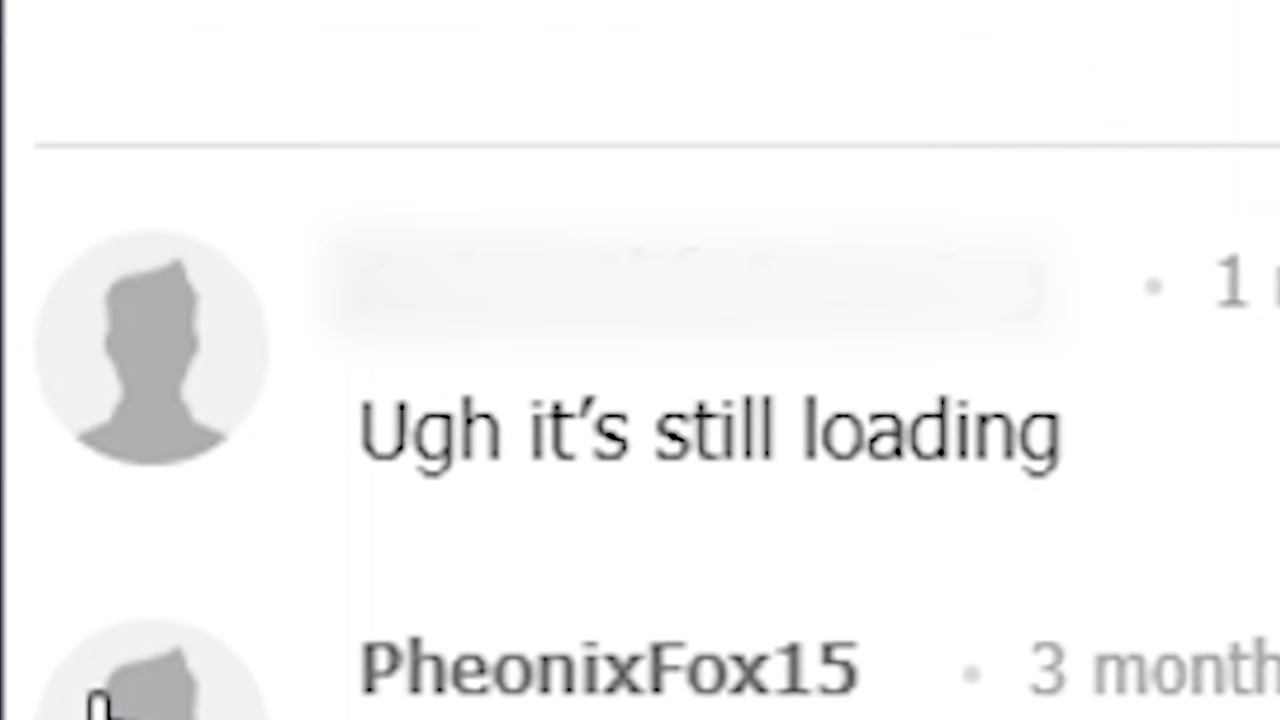 • 1
Ugh it’s still loading
PheonixFox15 • 3 month